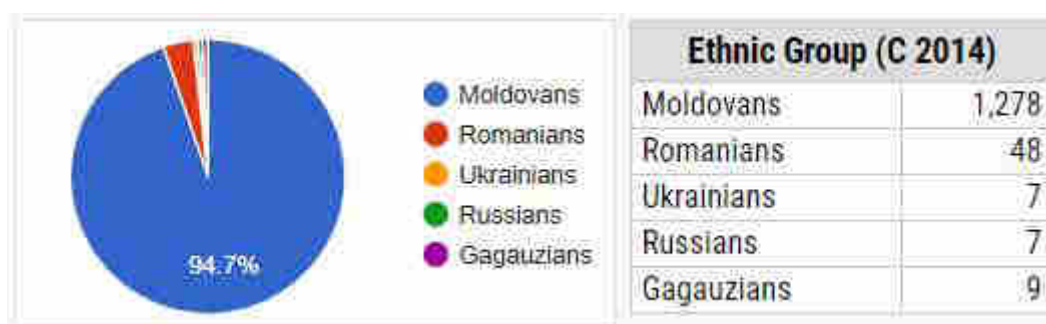 94.7%
Moldovans
Romanians
Ukrainians
Russians
Gagauzians
Ethnic Group (C 2014)
Moldovans 1,278
Romanians 48
Ukrainians 7
Russians 7
Gagauzians 9